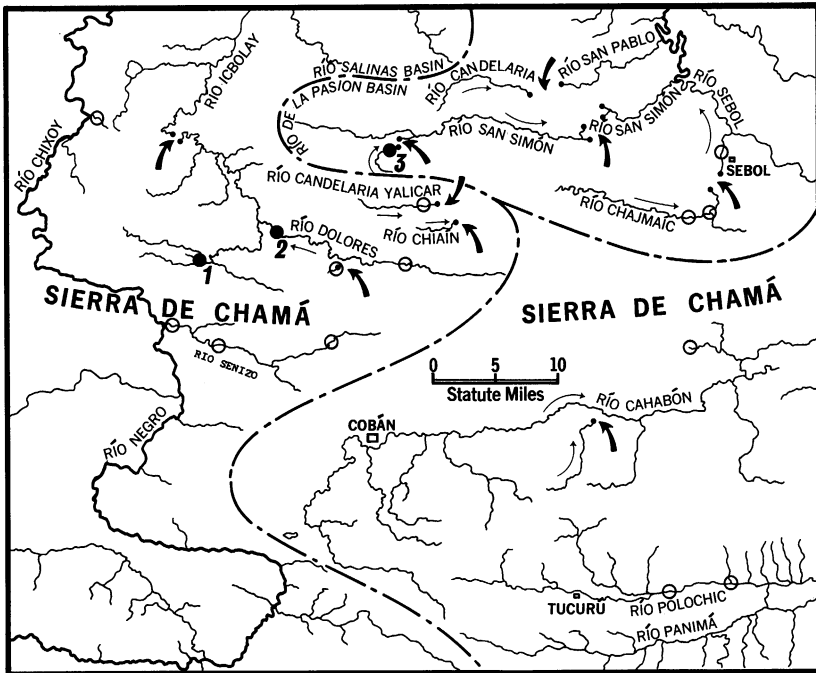 RÍO ICBOLAY
RÍO SALINAS BASIN
RÍO DE LA PASION BASIN
RÍO CANDELARIA
RÍO SAN PABLO
RÍO SAN SIMÓN
RÍO SAN SIMÓN
RÍO SEBOL
SEBOL
RÍO CHIXOY
3
RÍO CANDELARIA YALICAR
RÍO CHAJMAIC
RÍO CHIAÍN
2
RÍO DOLORES
1
SIERRA DE CHAMÁ
SIERRA DE CHAMÁ
RIO SENIZO
0 5 10
Statute Miles
RÍO CAHABÓN
COBÁN
RÍO NEGRO
TUCURÚ
RÍO POLOCHIC
RÍO PANIMÁ